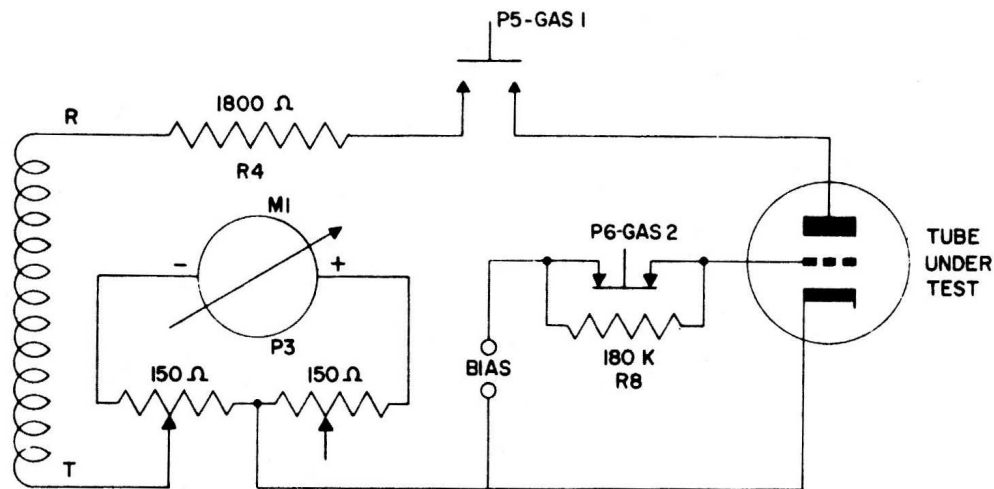 P5-GAS 1
R
1800 Ω
R4
M1
-
+
P3
150 Ω
150 Ω
T
P6-GAS 2
180 K
R8
BIAS
TUBE
UNDER
TEST